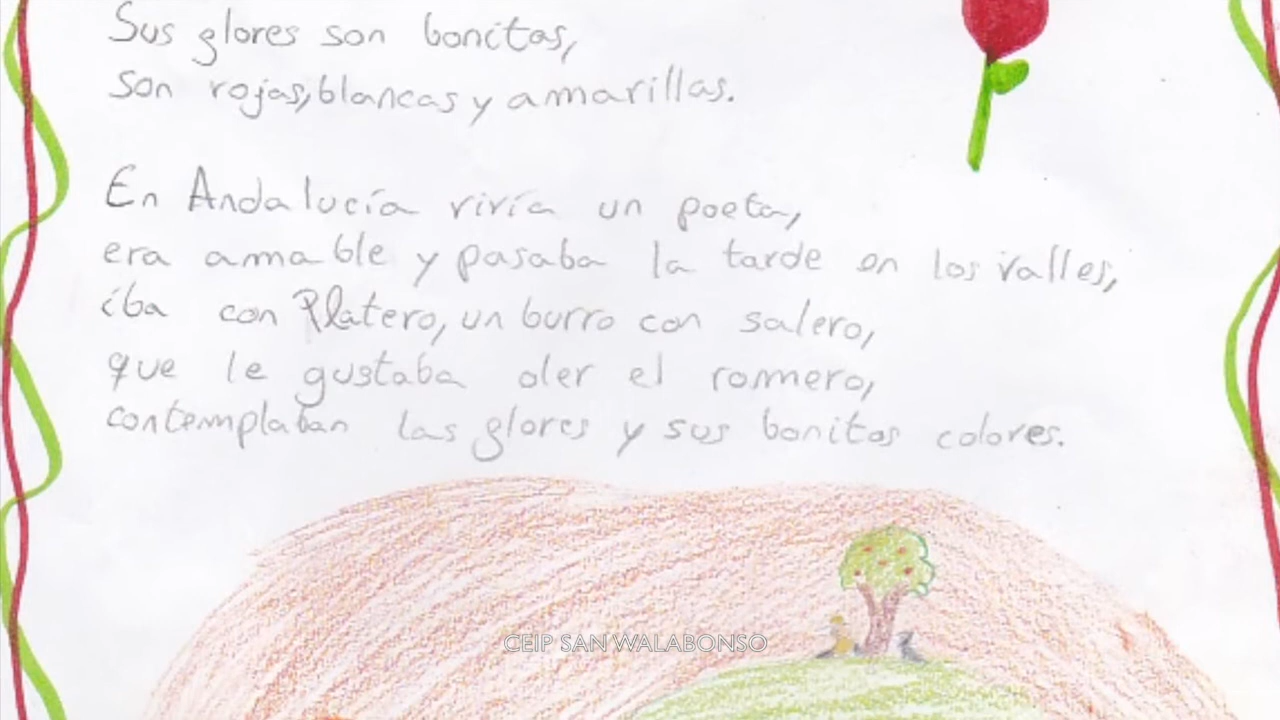 Sus glores son bonitas,
son rojas, blancas y amarillas.
En Andalucía vivía un poeta,
era amable y pasaba la tarde en los valles,
iba con Platero, un burro con salero,
que le gustaba oler el romero,
contemplaban las glores y sus bonitos colores.
CEIP SAN WALABONSO